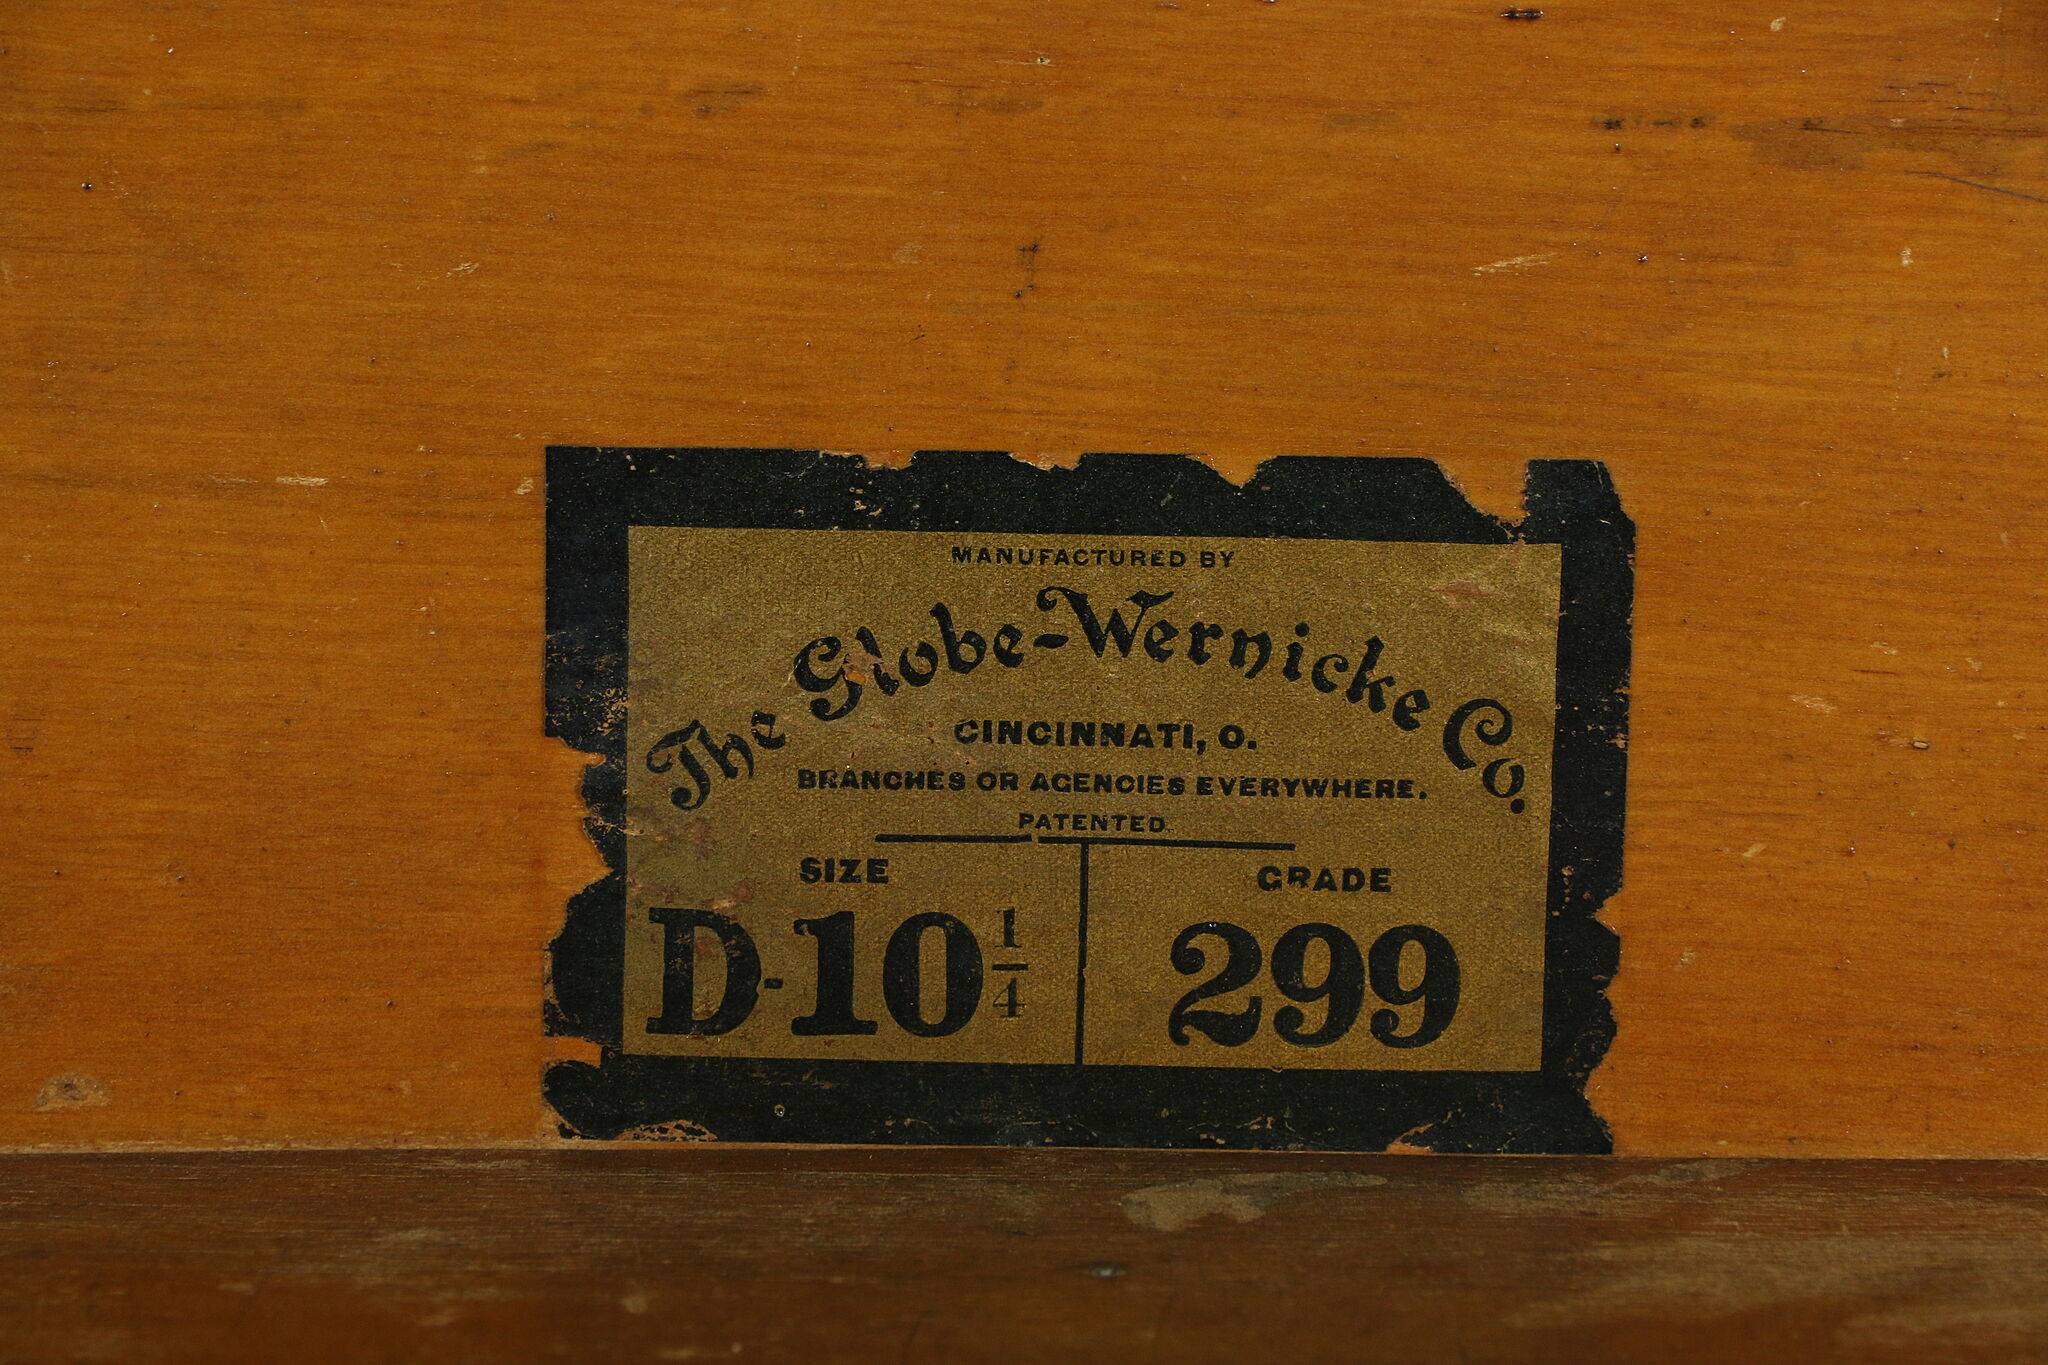 MANUFACTURED BY
The Globe-Wernicke Co.
CINCINNATI, O.
BRANCHES OR AGENCIES EVERYWHERE.
PATENTED
SIZE GRADE
D-10 1/4 299